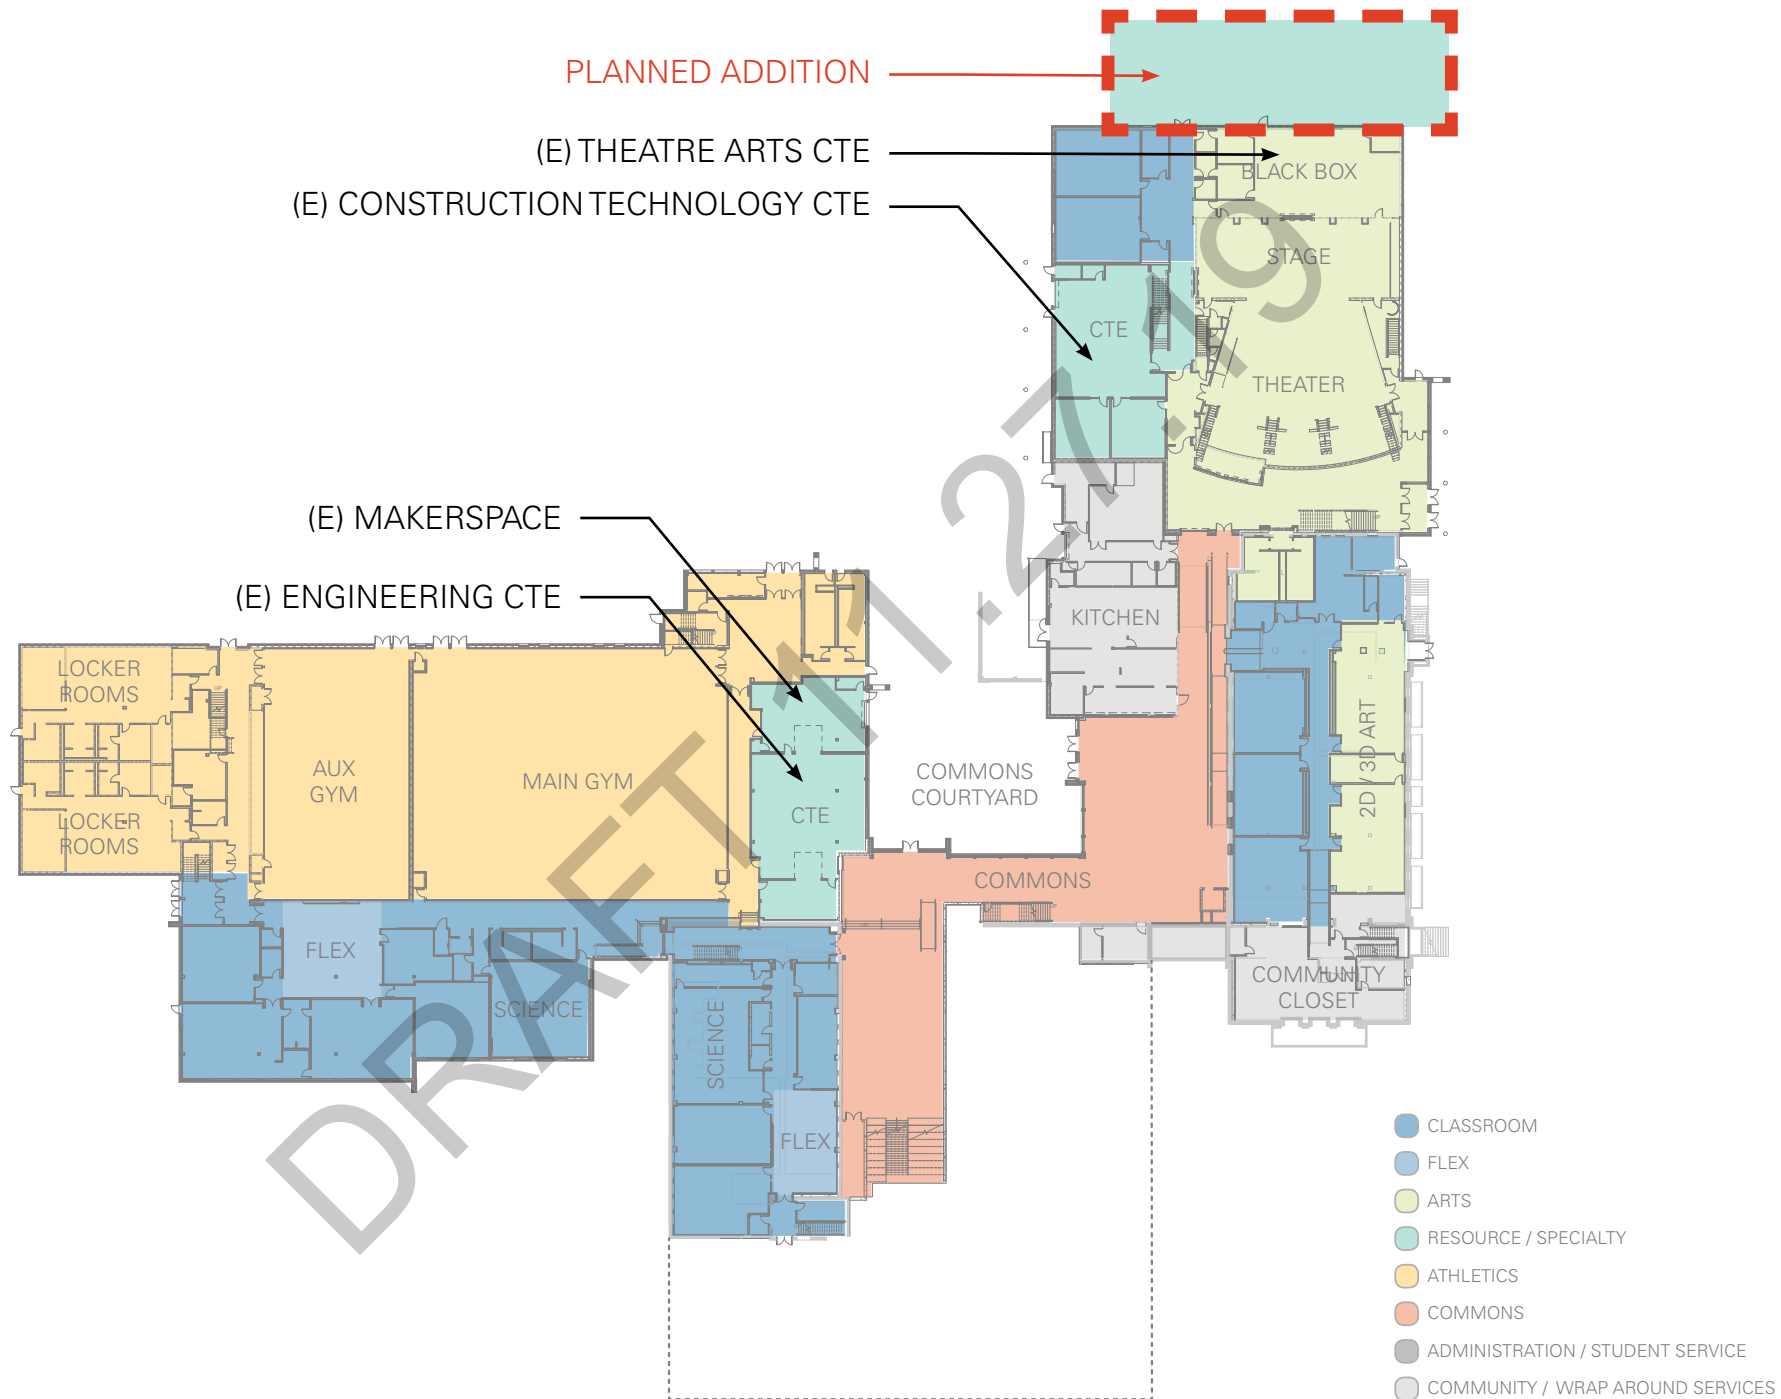 PLANNED ADDITION
(E) THEATRE ARTS CTE
BLACK BOX
(E) CONSTRUCTION TECHNOLOGY CTE
STAGE
CTE
THEATER
(E) MAKERSPACE
(E) ENGINEERING CTE
KITCHEN
LOCKER
ROOMS
AUX
GYM
MAIN GYM
COMMONS
COURTYARD
2D / 3D ART
CTE
LOCKER
ROOMS
COMMONS
FLEX
SCIENCE
SCIENCE
COMMUNITY
CLOSET
FLEX
DRAFT 11.27.19
CLASSROOM
FLEX
ARTS
RESOURCE / SPECIALTY
ATHLETICS
COMMONS
ADMINISTRATION / STUDENT SERVICE
COMMUNITY / WRAP AROUND SERVICES